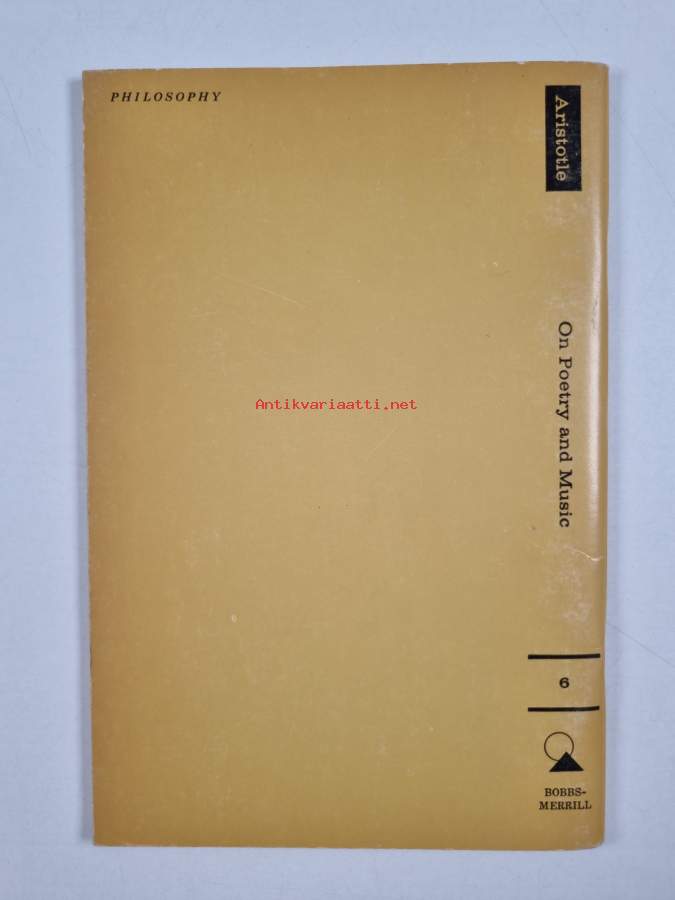 PHILOSOPHY
Aristotle
On Poetry and Music
Antikvariaatti.net
6
BOBBS-
MERRILL